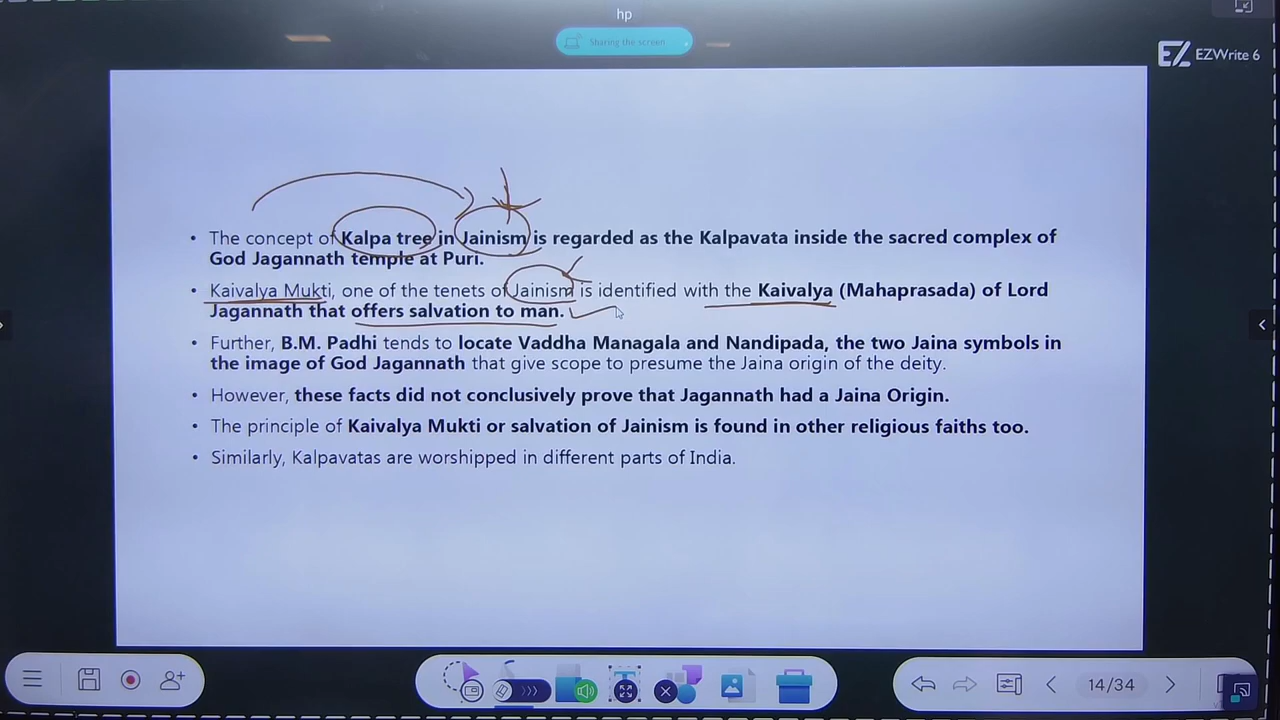 hp
Sharing the screen
EZWrite 6
• The concept of Kalpa tree in Jainism is regarded as the Kalpavata inside the sacred complex of
God Jagannath temple at Puri.
• Kaivalya Mukti, one of the tenets of Jainism is identified with the Kaivalya (Mahaprasada) of Lord
Jagannath that offers salvation to man.
• Further, B.M. Padhi tends to locate Vaddha Managala and Nandipada, the two Jaina symbols in
the image of God Jagannath that give scope to presume the Jaina origin of the deity.
• However, these facts did not conclusively prove that Jagannath had a Jaina Origin.
• The principle of Kaivalya Mukti or salvation of Jainism is found in other religious faiths too.
• Similarly, Kalpavatas are worshipped in different parts of India.
14/34